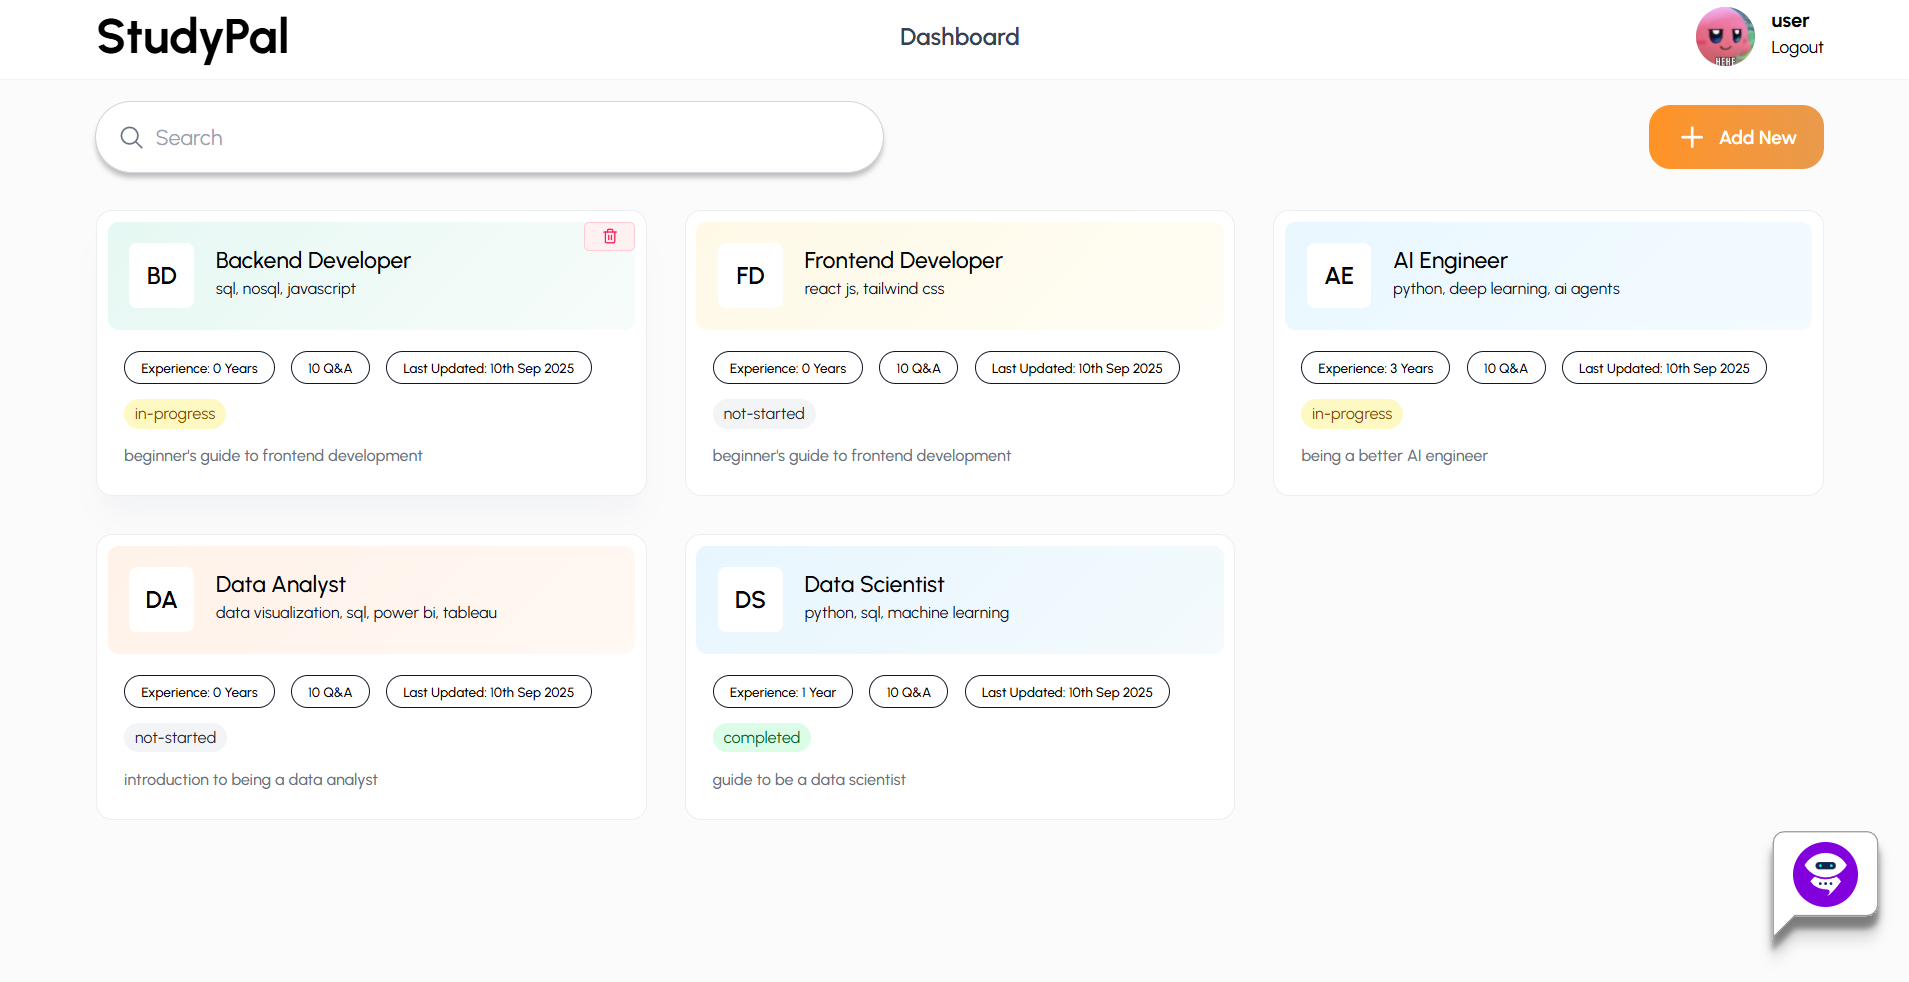 StudyPal
Dashboard
user
Logout
HEHE
Search
Add New
BD
Backend Developer
sql, nosql, javascript
Experience: 0 Years
10 Q&A
Last Updated: 10th Sep 2025
in-progress
beginner's guide to frontend development
FD
Frontend Developer
react js, tailwind css
Experience: 0 Years
10 Q&A
Last Updated: 10th Sep 2025
not-started
beginner's guide to frontend development
AE
AI Engineer
python, deep learning, ai agents
Experience: 3 Years
10 Q&A
Last Updated: 10th Sep 2025
in-progress
being a better AI engineer
DA
Data Analyst
data visualization, sql, power bi, tableau
Experience: 0 Years
10 Q&A
Last Updated: 10th Sep 2025
not-started
introduction to being a data analyst
DS
Data Scientist
python, sql, machine learning
Experience: 1 Year
10 Q&A
Last Updated: 10th Sep 2025
completed
guide to be a data scientist